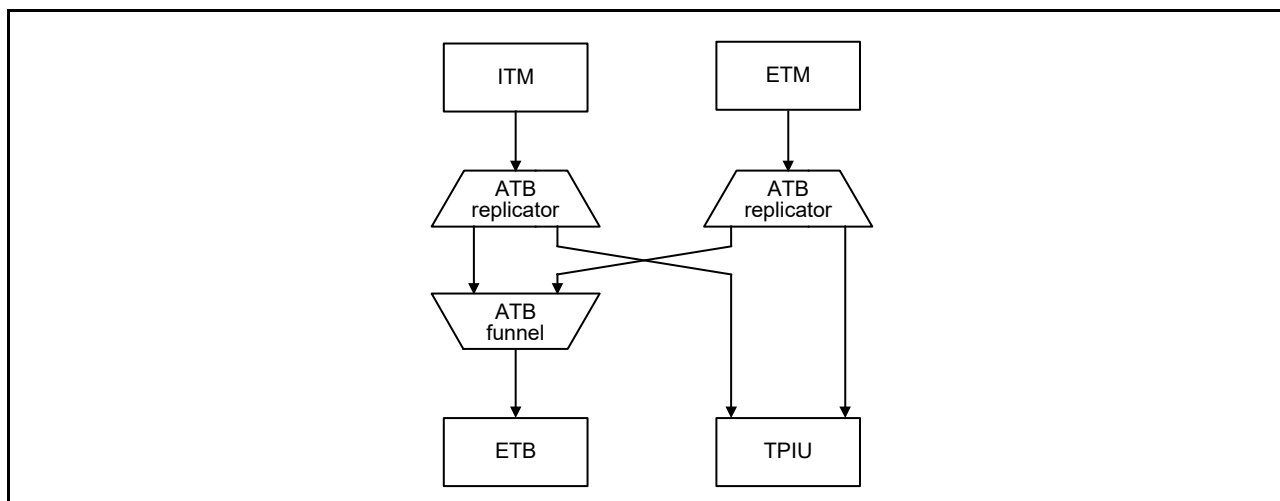 ITM
ETM
ATB
replicator
ATB
replicator
ATB
funnel
ETB
TPIU